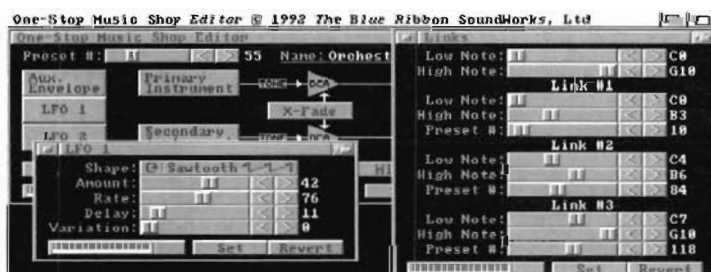 One-Stop Music Shop Editor © 1992 The Blue Ribbon SoundWorks, Ltd
One-Stop Music Shop Editor
Preset #: 55 Name: Orchest
Aux. Envelope
Primary Instrument
TONE
DCA
LFO 1
X-Fade
LFO 2
Secondary
TONE
DCA
LFO 1
Shape: Sawtooth
Amount: 42
Rate: 76
Delay: 11
Variation: 0
Set
Revert
Links
Low Note: C0
High Note: G10
Link #1
Low Note: C0
High Note: B3
Preset #: 10
Link #2
Low Note: C4
High Note: B6
Preset #: 84
Link #3
Low Note: C7
High Note: G10
Preset #: 118
Set
Revert